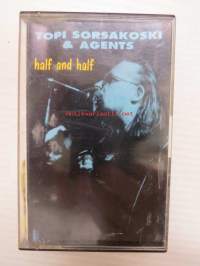 TOPI SORSAKOSKI
& AGENTS
half and half